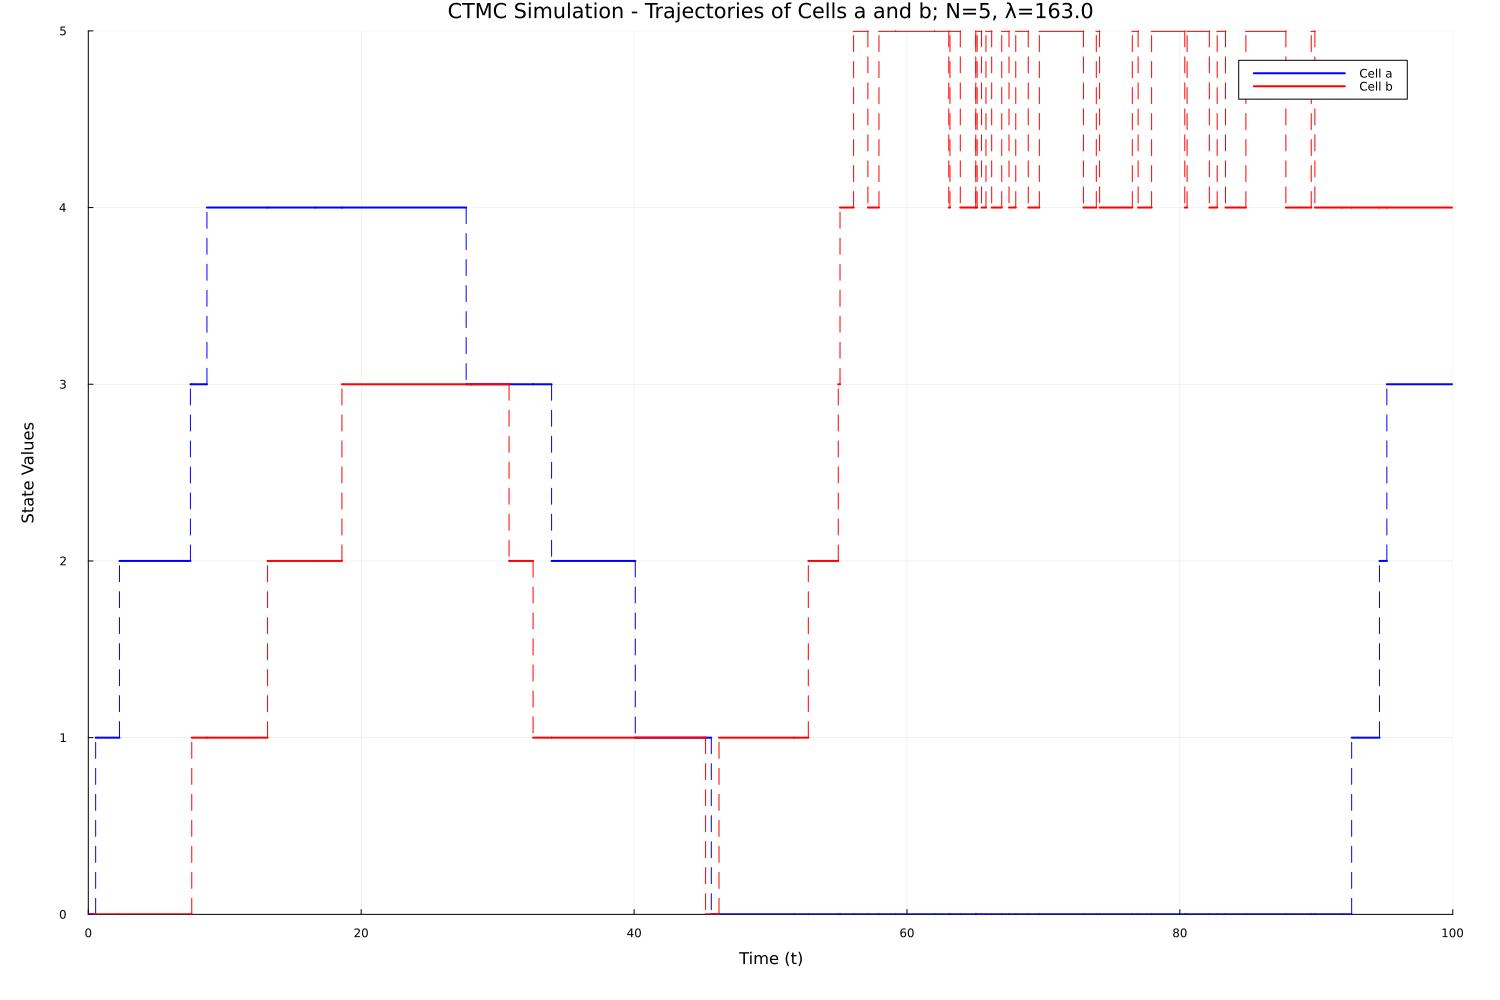 CTMC Simulation - Trajectories of Cells a and b; N=5, λ=163.0
5
Cell a
Cell b
4
3
State Values
2
1
0
0 20 40 60 80 100
Time (t)